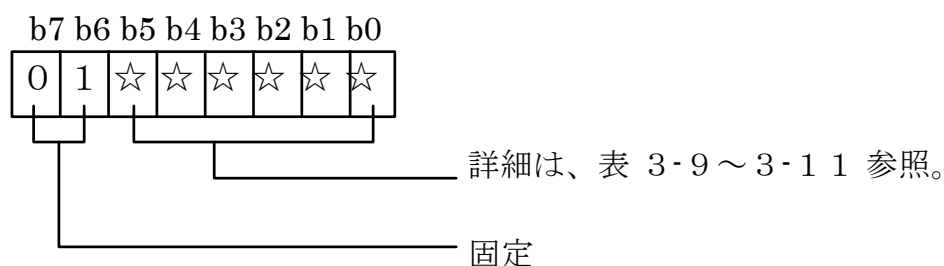 b7 b6 b5 b4 b3 b2 b1 b0
0 1 ☆ ☆ ☆ ☆ ☆ ☆
詳細は、表 3-9~3-11 参照。
固定